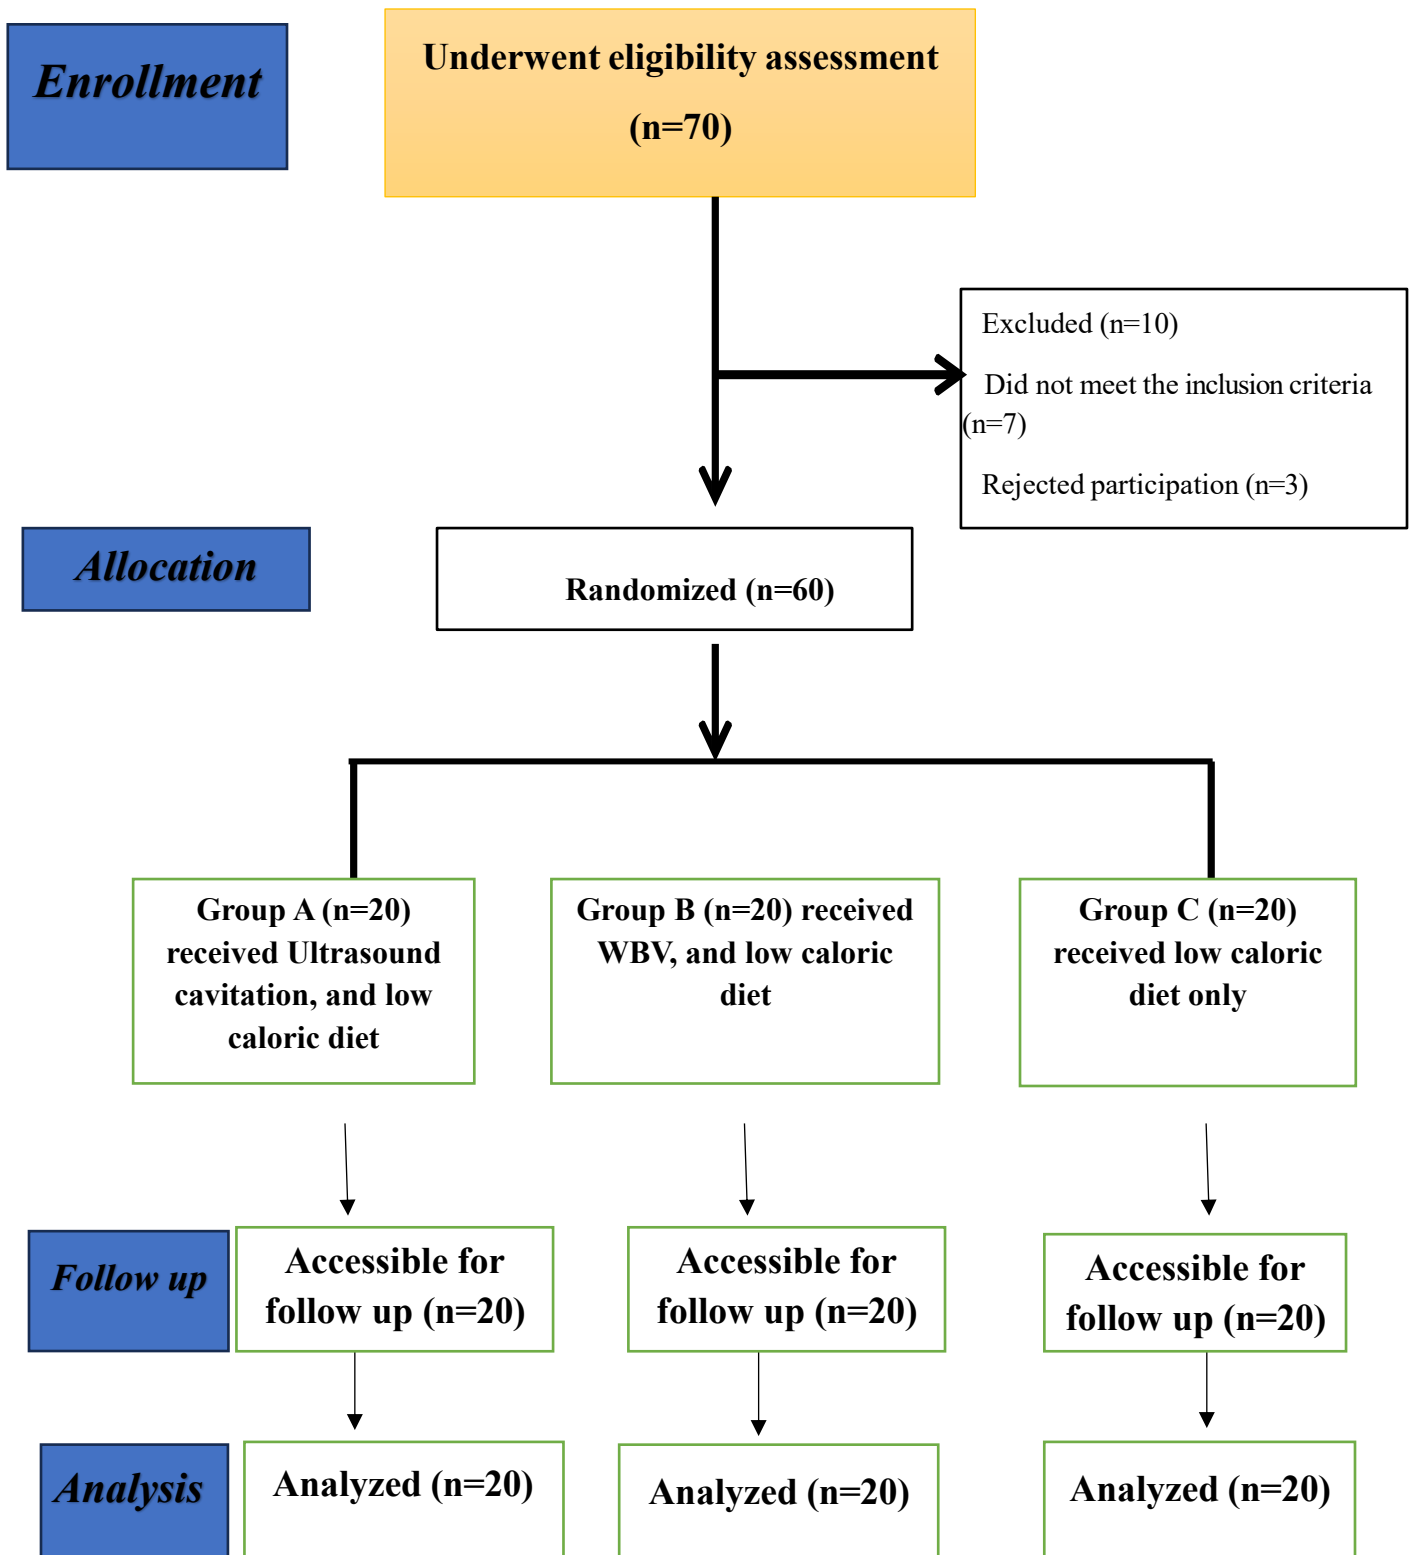 Enrollment
Underwent eligibility assessment
(n=70)
Excluded (n=10)
Did not meet the inclusion criteria
(n=7)
Rejected participation (n=3)
Allocation
Randomized (n=60)
Group A (n=20)
received Ultrasound
cavitation, and low
caloric diet
Group B (n=20) received
WBV, and low caloric
diet
Group C (n=20)
received low caloric
diet only
Follow up
Accessible for
follow up (n=20)
Accessible for
follow up (n=20)
Accessible for
follow up (n=20)
Analysis
Analyzed (n=20)
Analyzed (n=20)
Analyzed (n=20)